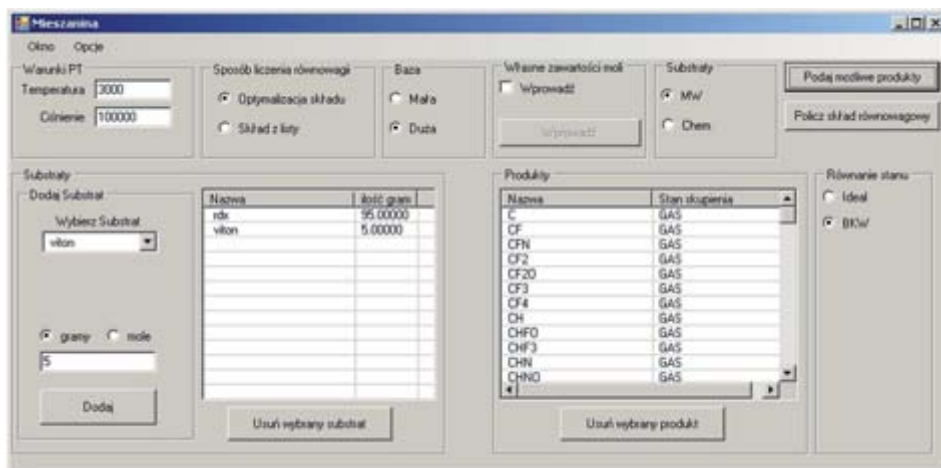 Mieszanina
Okno Opcje
Warunki PT
Temperatura 3000
Ciśnienie 100000
Sposób liczenia równowagi
Optymalizacja składu
Skład z listy
Baza
Mała
Duża
Własne zawartości moli
Wprowadź
Wprowadź
Substraty
MW
Chem
Podaj możliwe produkty
Policz skład równowagowy
Substraty
Dodaj Substrat
Wybierz Substrat
viton
gramy mole
5
Dodaj
Nazwa ilość gram
rdx 95.00000
viton 5.00000
Usuń wybrany substrat
Produkty
Nazwa Stan skupienia
C GAS
CF GAS
CFN GAS
CF2 GAS
CF2O GAS
CF3 GAS
CF4 GAS
CH GAS
CHFO GAS
CHF3 GAS
CHN GAS
CHNO GAS
Usuń wybrany produkt
Równanie stanu
Ideal
BKW